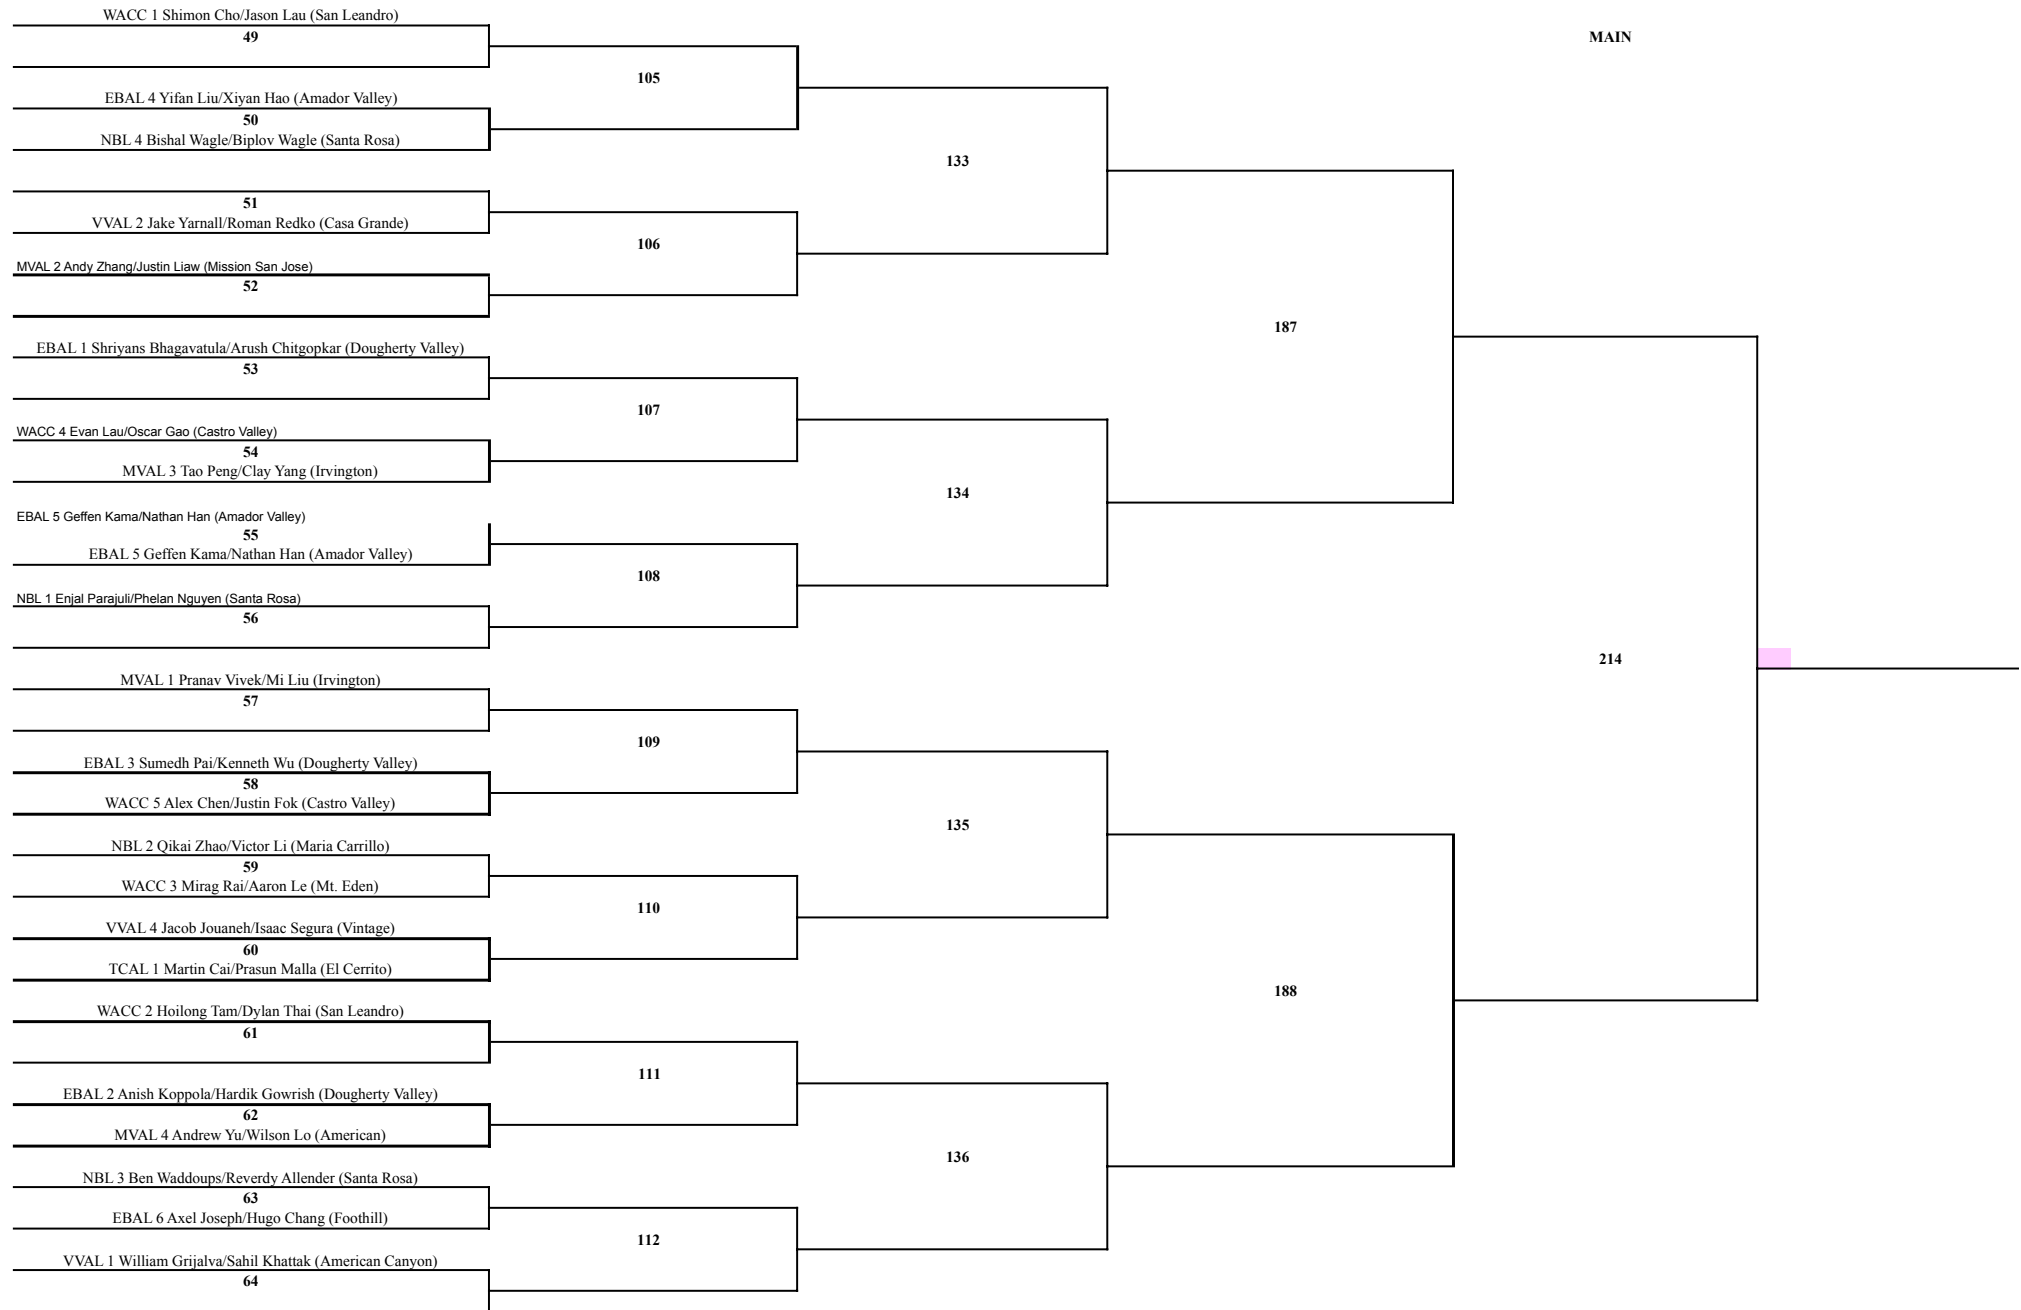 WACC 1 Shimon Cho/Jason Lau (San Leandro)
49
MAIN
105
EBAL 4 Yifan Liu/Xiyan Hao (Amador Valley)
50
NBL 4 Bishal Wagle/Biplov Wagle (Santa Rosa)
133
51
VVAL 2 Jake Yarnall/Roman Redko (Casa Grande)
106
MVAL 2 Andy Zhang/Justin Liaw (Mission San Jose)
52
187
EBAL 1 Shriyans Bhagavatula/Arush Chitgopkar (Dougherty Valley)
53
107
WACC 4 Evan Lau/Oscar Gao (Castro Valley)
54
MVAL 3 Tao Peng/Clay Yang (Irvington)
134
EBAL 5 Geffen Kama/Nathan Han (Amador Valley)
55
EBAL 5 Geffen Kama/Nathan Han (Amador Valley)
108
NBL 1 Enjal Parajuli/Phelan Nguyen (Santa Rosa)
56
214
MVAL 1 Pranav Vivek/Mi Liu (Irvington)
57
109
EBAL 3 Sumedh Pai/Kenneth Wu (Dougherty Valley)
58
WACC 5 Alex Chen/Justin Fok (Castro Valley)
135
NBL 2 Qikai Zhao/Victor Li (Maria Carrillo)
59
WACC 3 Mirag Rai/Aaron Le (Mt. Eden)
110
VVAL 4 Jacob Jouaneh/Isaac Segura (Vintage)
60
TCAL 1 Martin Cai/Prasun Malla (El Cerrito)
188
WACC 2 Hoilong Tam/Dylan Thai (San Leandro)
61
111
EBAL 2 Anish Koppola/Hardik Gowrish (Dougherty Valley)
62
MVAL 4 Andrew Yu/Wilson Lo (American)
136
NBL 3 Ben Waddoups/Reverdy Allender (Santa Rosa)
63
EBAL 6 Axel Joseph/Hugo Chang (Foothill)
112
VVAL 1 William Grijalva/Sahil Khattak (American Canyon)
64